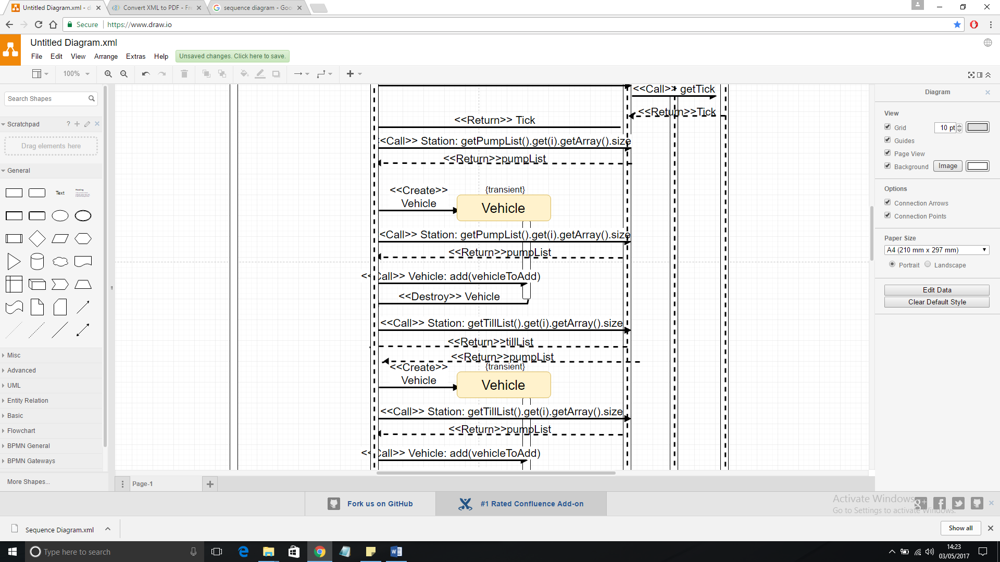 Untitled Diagram.xml - d
Convert XML to PDF - Fre
sequence diagram - Goo
Secure
https://www.draw.io
Untitled Diagram.xml
File Edit View Arrange Extras Help
Unsaved changes. Click here to save.
100%
Search Shapes
Scratchpad
?
Drag elements here
General
Text
Heading
Misc
Advanced
UML
Entity Relation
Basic
Flowchart
BPMN General
BPMN Gateways
More Shapes...
<<Call>> getTick
<<Return>>Tick
<<Return>> Tick
<<Call>> Station: getPumpList().get(i).getArray().size
<<Return>>pumpList
<<Create>>
Vehicle
{transient}
Vehicle
<<Call>> Station: getPumpList().get(i).getArray().size
<<Return>>pumpList
<<Call>> Vehicle: add(vehicleToAdd)
<<Destroy>> Vehicle
<<Call>> Station: getTillList().get(i).getArray().size
<<Return>>tillList
<<Return>>pumpList
<<Create>>
Vehicle
{transient}
Vehicle
<<Call>> Station: getTillList().get(i).getArray().size
<<Return>>pumpList
<<Call>> Vehicle: add(vehicleToAdd)
Diagram
View
Grid
10 pt
Guides
Page View
Background
Image
Options
Connection Arrows
Connection Points
Paper Size
A4 (210 mm x 297 mm)
Portrait
Landscape
Edit Data
Clear Default Style
Page-1
Fork us on GitHub
#1 Rated Confluence Add-on
Activate Windows
Go to Settings to activate Windows.
Sequence Diagram.xml
Show all
Type here to search
14:23
03/05/2017